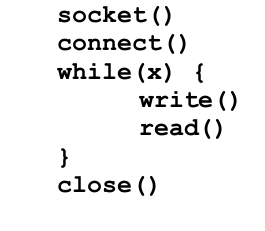 socket()
connect()
while(x) {
        write()
        read()
}
close()